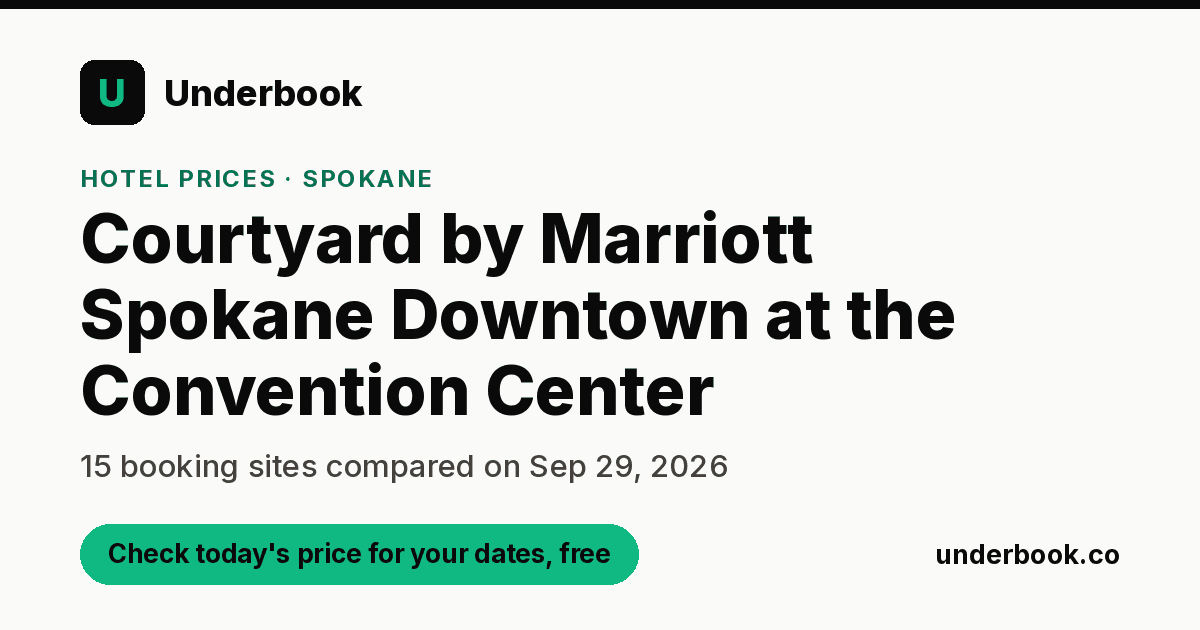 U Underbook
HOTEL PRICES · SPOKANE
Courtyard by Marriott
Spokane Downtown at the
Convention Center
15 booking sites compared on Sep 29, 2026
Check today's price for your dates, free
underbook.co